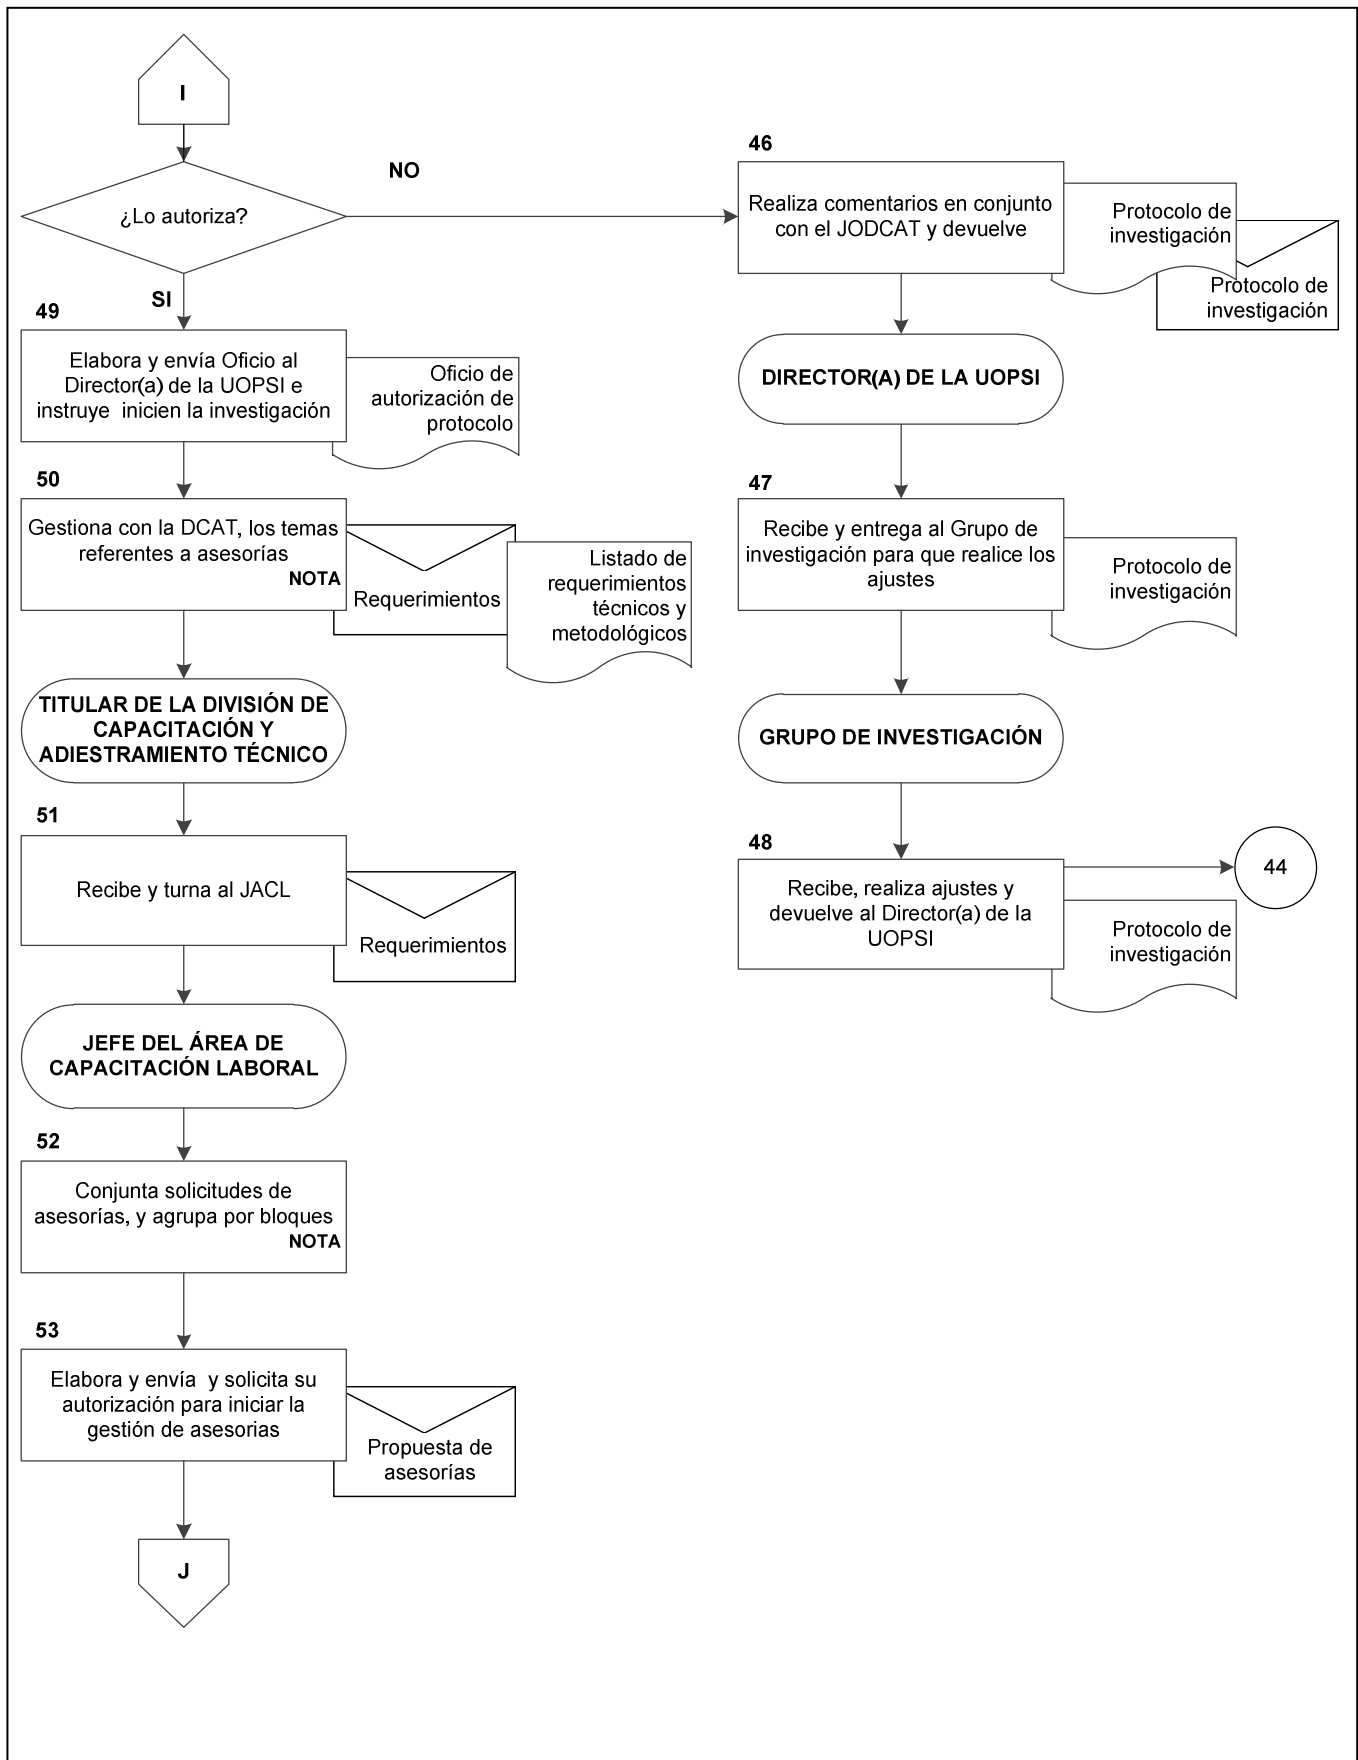 I
¿Lo autoriza?
NO
SI
46
Realiza comentarios en conjunto
con el JODCAT y devuelve
Protocolo de
investigación
Protocolo de
investigación
DIRECTOR(A) DE LA UOPSI
47
Recibe y entrega al Grupo de
investigación para que realice los
ajustes
Protocolo de
investigación
GRUPO DE INVESTIGACIÓN
48
Recibe, realiza ajustes y
devuelve al Director(a) de la
UOPSI
Protocolo de
investigación
44
49
Elabora y envía Oficio al
Director(a) de la UOPSI e
instruye  inicien la investigación
Oficio de
autorización de
protocolo
50
Gestiona con la DCAT, los temas
referentes a asesorías
NOTA
Requerimientos
Listado de
requerimientos
técnicos y
metodológicos
TITULAR DE LA DIVISIÓN DE
CAPACITACIÓN Y
ADIESTRAMIENTO TÉCNICO
51
Recibe y turna al JACL
Requerimientos
JEFE DEL ÁREA DE
CAPACITACIÓN LABORAL
52
Conjunta solicitudes de
asesorías, y agrupa por bloques
NOTA
53
Elabora y envía  y solicita su
autorización para iniciar la
gestión de asesorias
Propuesta de
asesorías
J